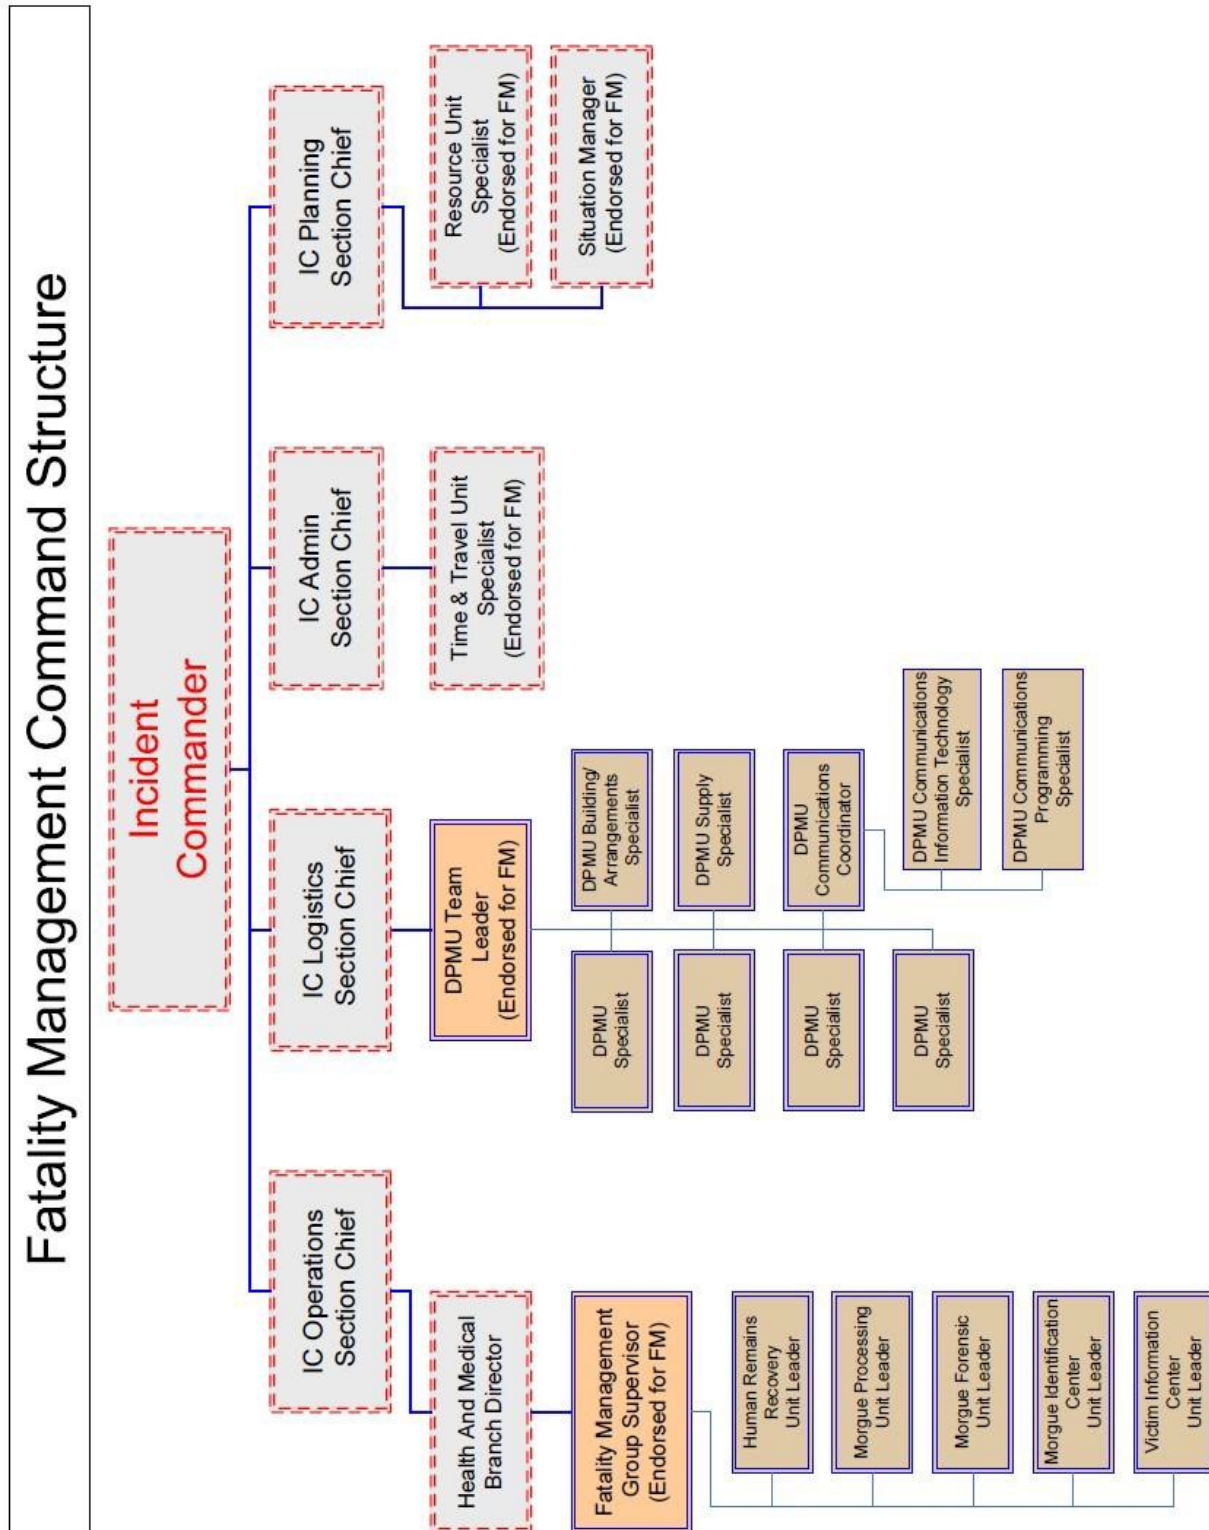 Fatality Management Command Structure
Incident
Commander
IC Operations
Section Chief
IC Logistics
Section Chief
IC Admin
Section Chief
IC Planning
Section Chief
Health And Medical
Branch Director
DPMU Team
Leader
(Endorsed for FM)
Time & Travel Unit
Specialist
(Endorsed for FM)
Resource Unit
Specialist
(Endorsed for FM)
Situation Manager
(Endorsed for FM)
Fatality Management
Group Supervisor
(Endorsed for FM)
DPMU
Specialist
DPMU Building/
Arrangements
Specialist
DPMU
Specialist
DPMU Supply
Specialist
DPMU
Specialist
DPMU
Communications
Coordinator
DPMU
Specialist
DPMU Communications
Information Technology
Specialist
DPMU Communications
Programming
Specialist
Human Remains
Recovery
Unit Leader
Morgue Processing
Unit Leader
Morgue Forensic
Unit Leader
Morgue Identification
Center
Unit Leader
Victim Information
Center
Unit Leader